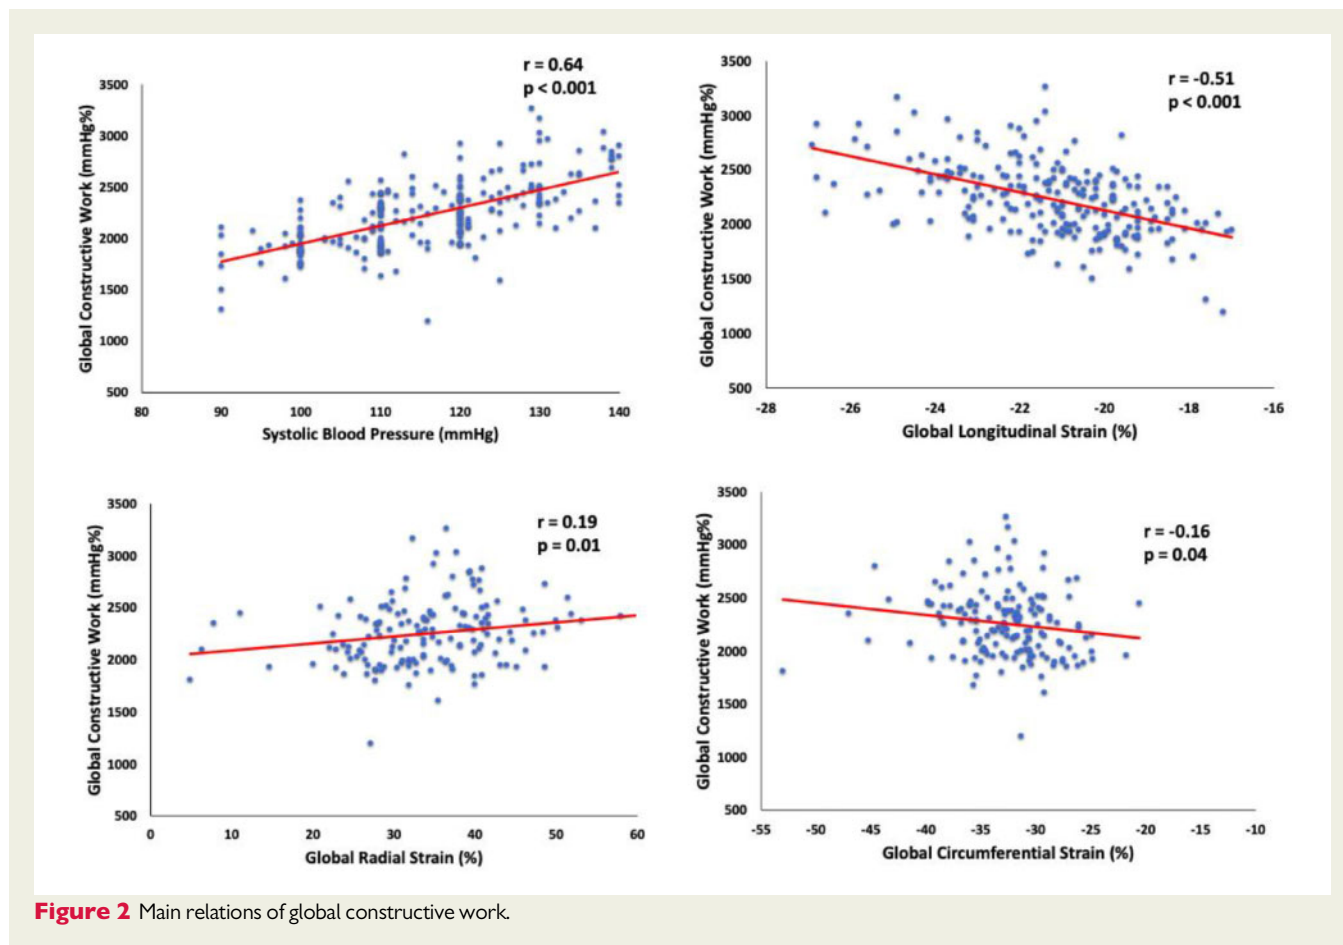 r = 0.64
p < 0.001
3500
3000
2500
2000
1500
1000
500
Global Constructive Work (mmHg%)
80 90 100 110 120 130 140
Systolic Blood Pressure (mmHg)
r = -0.51
p < 0.001
3500
3000
2500
2000
1500
1000
500
Global Constructive Work (mmHg%)
-28 -26 -24 -22 -20 -18 -16
Global Longitudinal Strain (%)
r = 0.19
p = 0.01
3500
3000
2500
2000
1500
1000
500
Global Constructive Work (mmHg%)
0 10 20 30 40 50 60
Global Radial Strain (%)
r = -0.16
p = 0.04
3500
3000
2500
2000
1500
1000
500
Global Constructive Work (mmHg%)
-55 -50 -45 -40 -35 -30 -25 -20 -15 -10
Global Circumferential Strain (%)
Figure 2 Main relations of global constructive work.